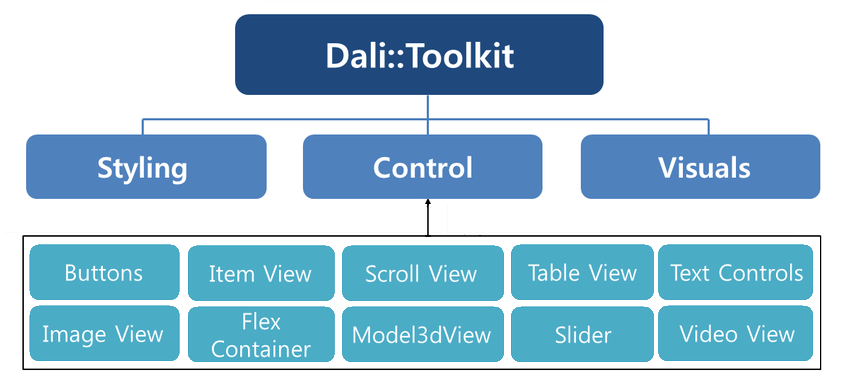 Dali::Toolkit
Styling
Control
Visuals
Buttons
Item View
Scroll View
Table View
Text Controls
Image View
Flex
Container
Model3dView
Slider
Video View